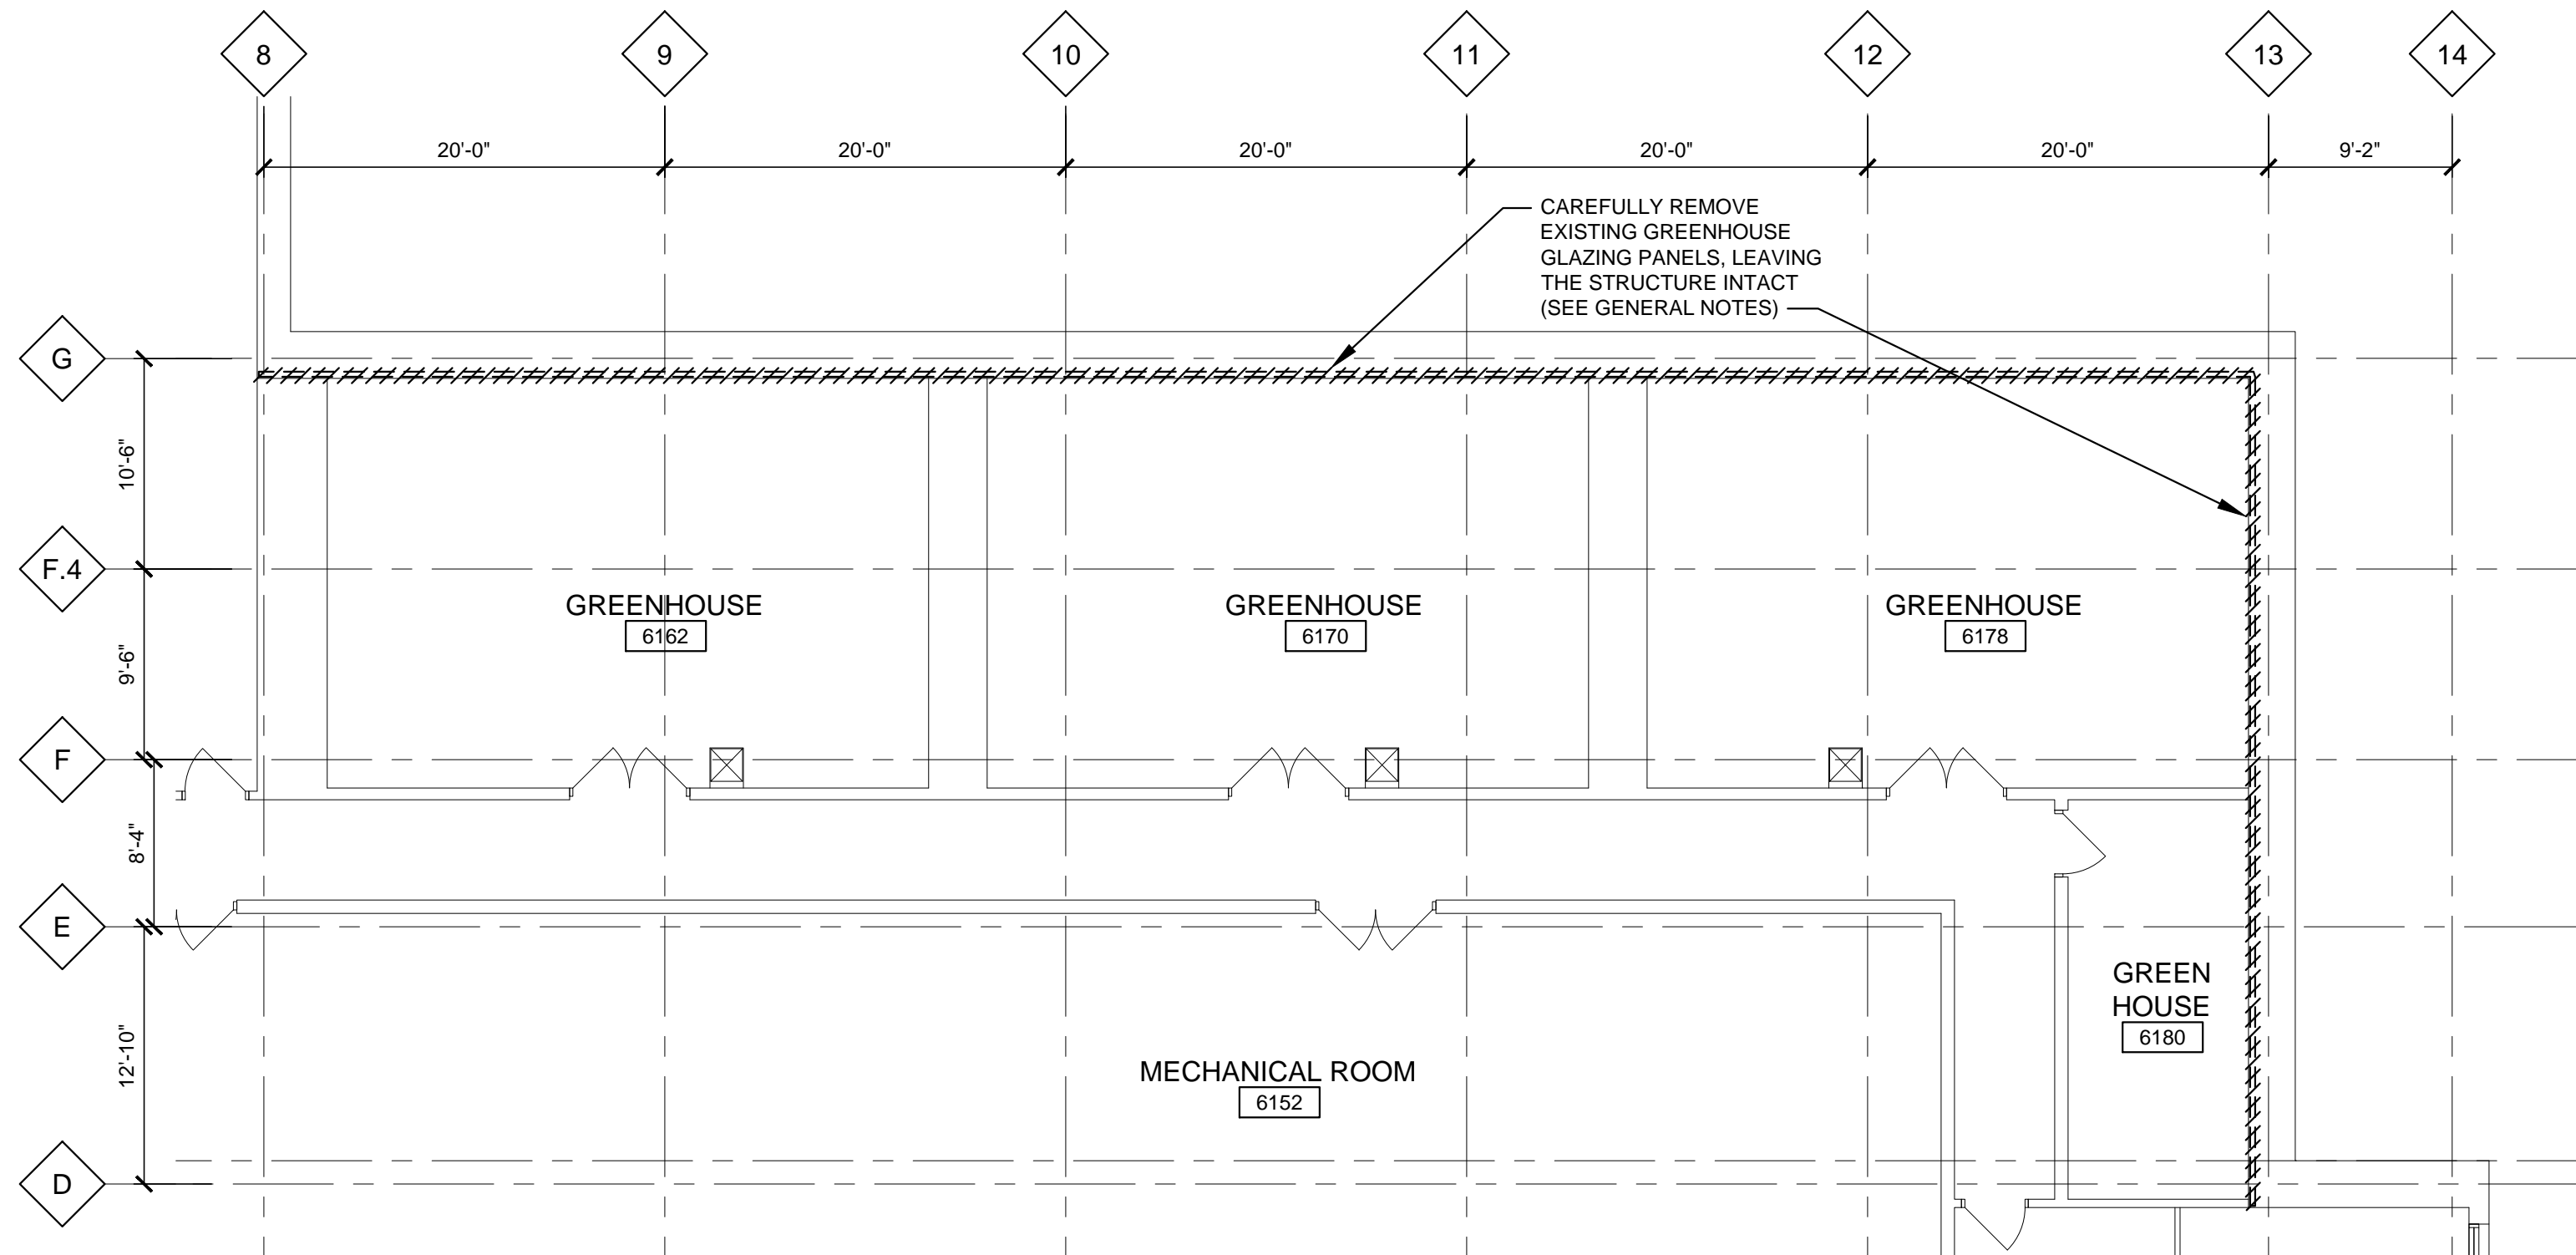 8
9
10
11
12
13
14
20'-0"
20'-0"
20'-0"
20'-0"
20'-0"
9'-2"
CAREFULLY REMOVE
EXISTING GREENHOUSE
GLAZING PANELS, LEAVING
THE STRUCTURE INTACT
(SEE GENERAL NOTES)
G
10'-6"
F.4
GREENHOUSE
6162
GREENHOUSE
6170
GREENHOUSE
6178
9'-6"
F
8'-4"
E
GREEN
HOUSE
6180
12'-10"
MECHANICAL ROOM
6152
D